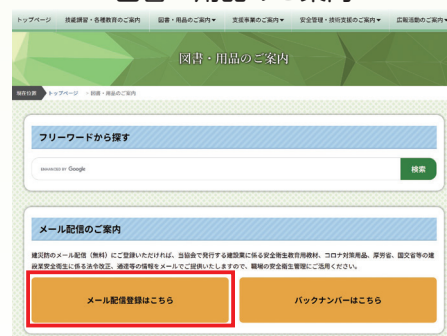 図書・用品のご案内
トップページ 技能講習・各種教育のご案内 図書・用品のご案内▼ 支援事業のご案内▼ 安全管理・技術支援のご案内▼ 広報活動のご案内▼
図書・用品のご案内
現在位置 トップページ > 図書・用品のご案内
フリーワードから探す
ENHANCED BY Google 検索
メール配信のご案内
建災防のメール配信（無料）にご登録いただければ、当協会で発行する建設業に係る安全衛生教育用教材、コロナ対策用品、厚労省、国交省等の建
設業安全衛生に係る法令改正、通達等の情報をメールでご提供いたしますので、職場の安全衛生管理にご活用ください。
メール配信登録はこちら バックナンバーはこちら